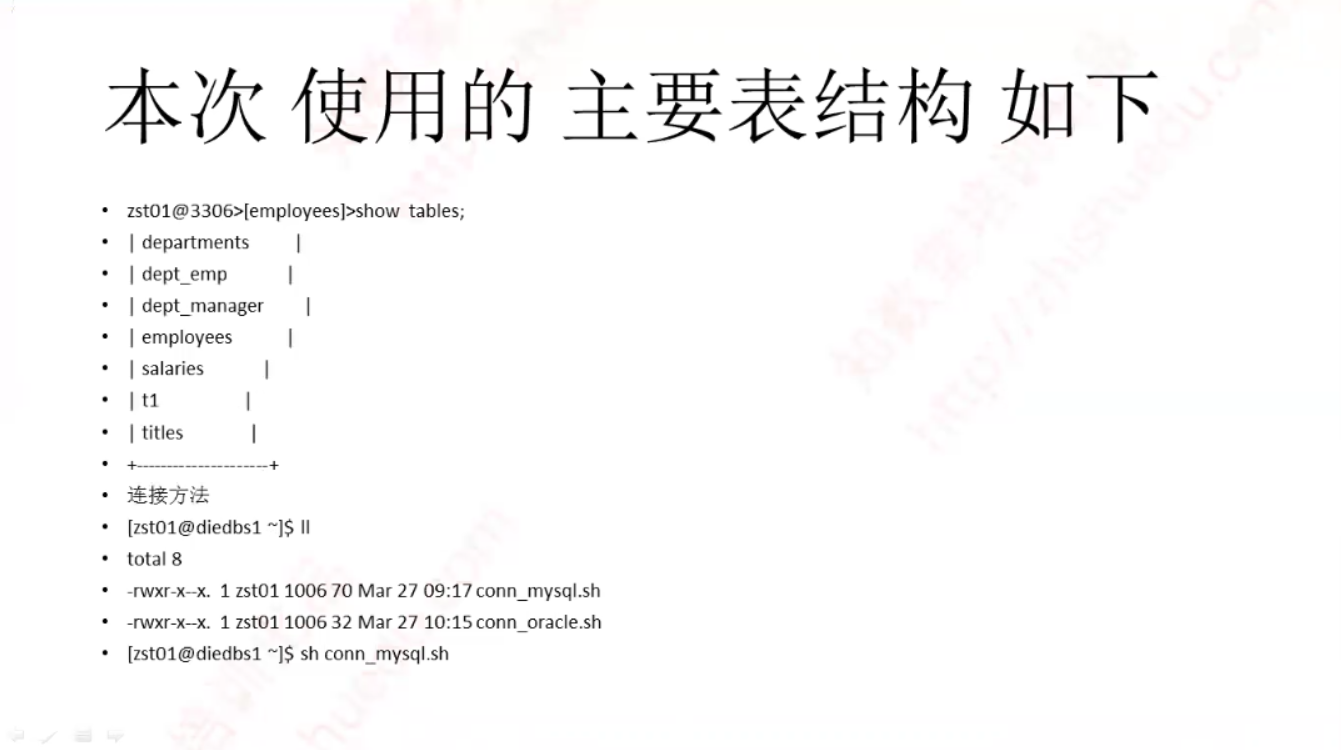 本次 使用的 主要表结构 如下
• zst01@3306>[employees]>show tables;
• | departments |
• | dept_emp |
• | dept_manager |
• | employees |
• | salaries |
• | t1 |
• | titles |
• +----------------------+
• 连接方法
• [zst01@diedbs1 ~]$ ll
• total 8
• -rwxr-x--x. 1 zst01 1006 70 Mar 27 09:17 conn_mysql.sh
• -rwxr-x--x. 1 zst01 1006 32 Mar 27 10:15 conn_oracle.sh
• [zst01@diedbs1 ~]$ sh conn_mysql.sh
http://zhishuedu.com